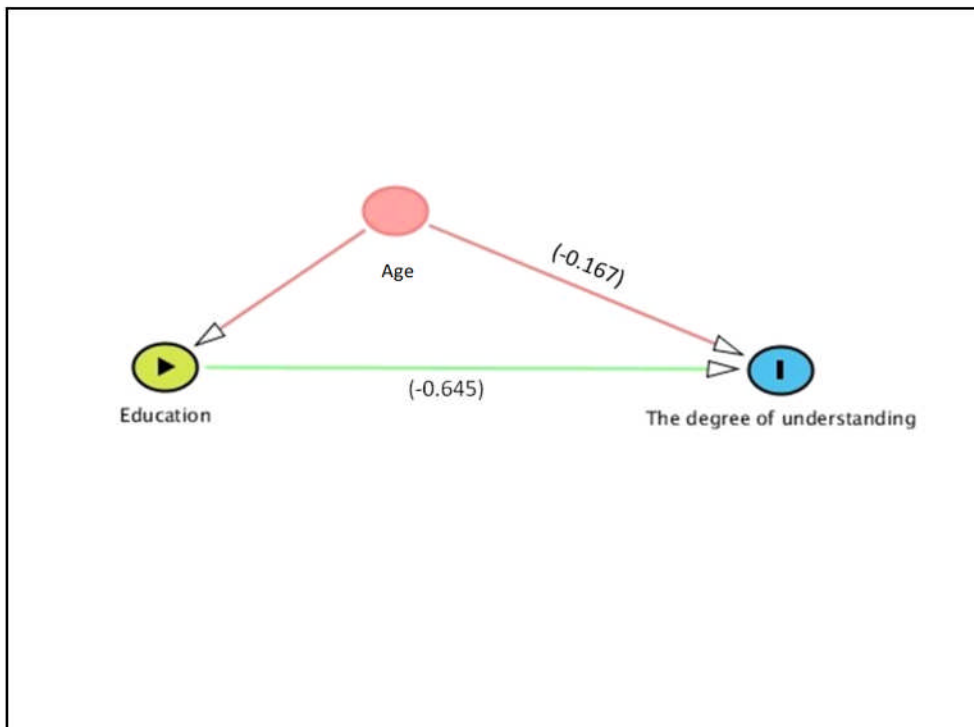 (-0.167)
Age
(-0.645)
Education
The degree of understanding